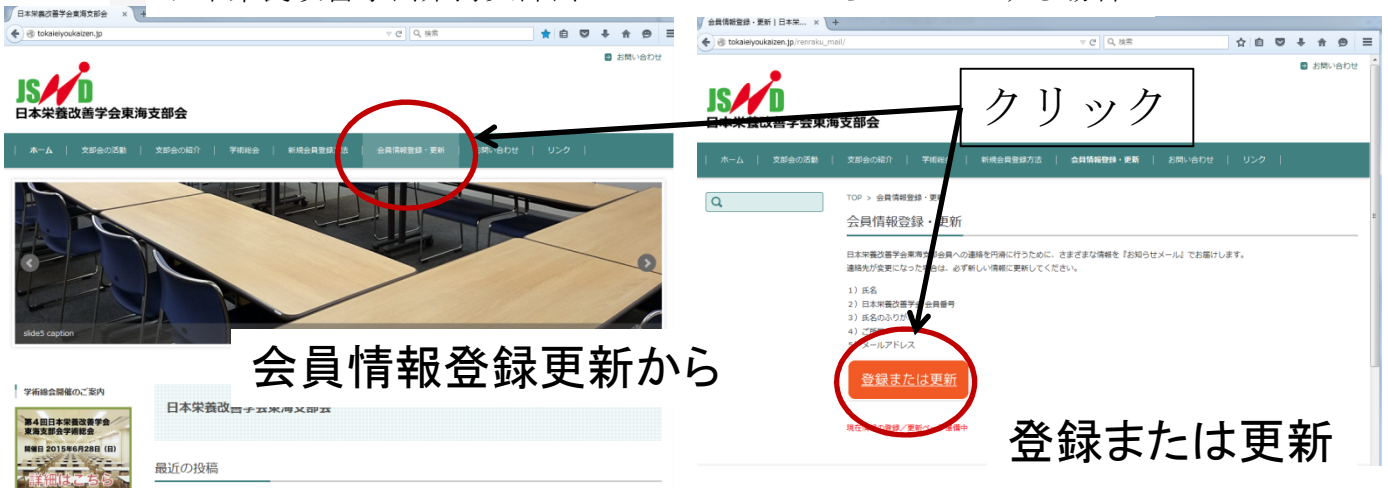 日本栄養改善学会東海支部会
tokaieiyoukaizen.jp
検索
お問い合わせ
JSND
日本栄養改善学会東海支部会
ホーム | 支部会の活動 | 支部会の紹介 | 学術総会 | 新規会員登録方法 | 会員情報登録・更新 | お問い合わせ | リンク |
slide5 caption
会員情報登録更新から
学術総会開催のご案内
第4回日本栄養改善学会
東海支部会学術総会
開催日 2015年6月28日(日)
詳細はこちら
日本栄養改善学会東海支部会
最近の投稿
会員情報登録・更新 | 日本栄...
tokaieiyoukaizen.jp/renraku_mail/
検索
お問い合わせ
JSND
日本栄養改善学会東海支部会
クリック
ホーム | 支部会の活動 | 支部会の紹介 | 学術総会 | 新規会員登録方法 | 会員情報登録・更新 | お問い合わせ | リンク |
TOP > 会員情報登録・更新
会員情報登録・更新
日本栄養改善学会東海支部会員への連絡を円滑に行うために、さまざまな情報を『お知らせメール』でお届けします。
連絡先が変更になった場合は、必ず新しい情報に更新してください。
1)氏名
2)日本栄養改善学会 会員番号
3)氏名のふりが
4)ご所
5)メールアドレス
登録または更新
登録または更新